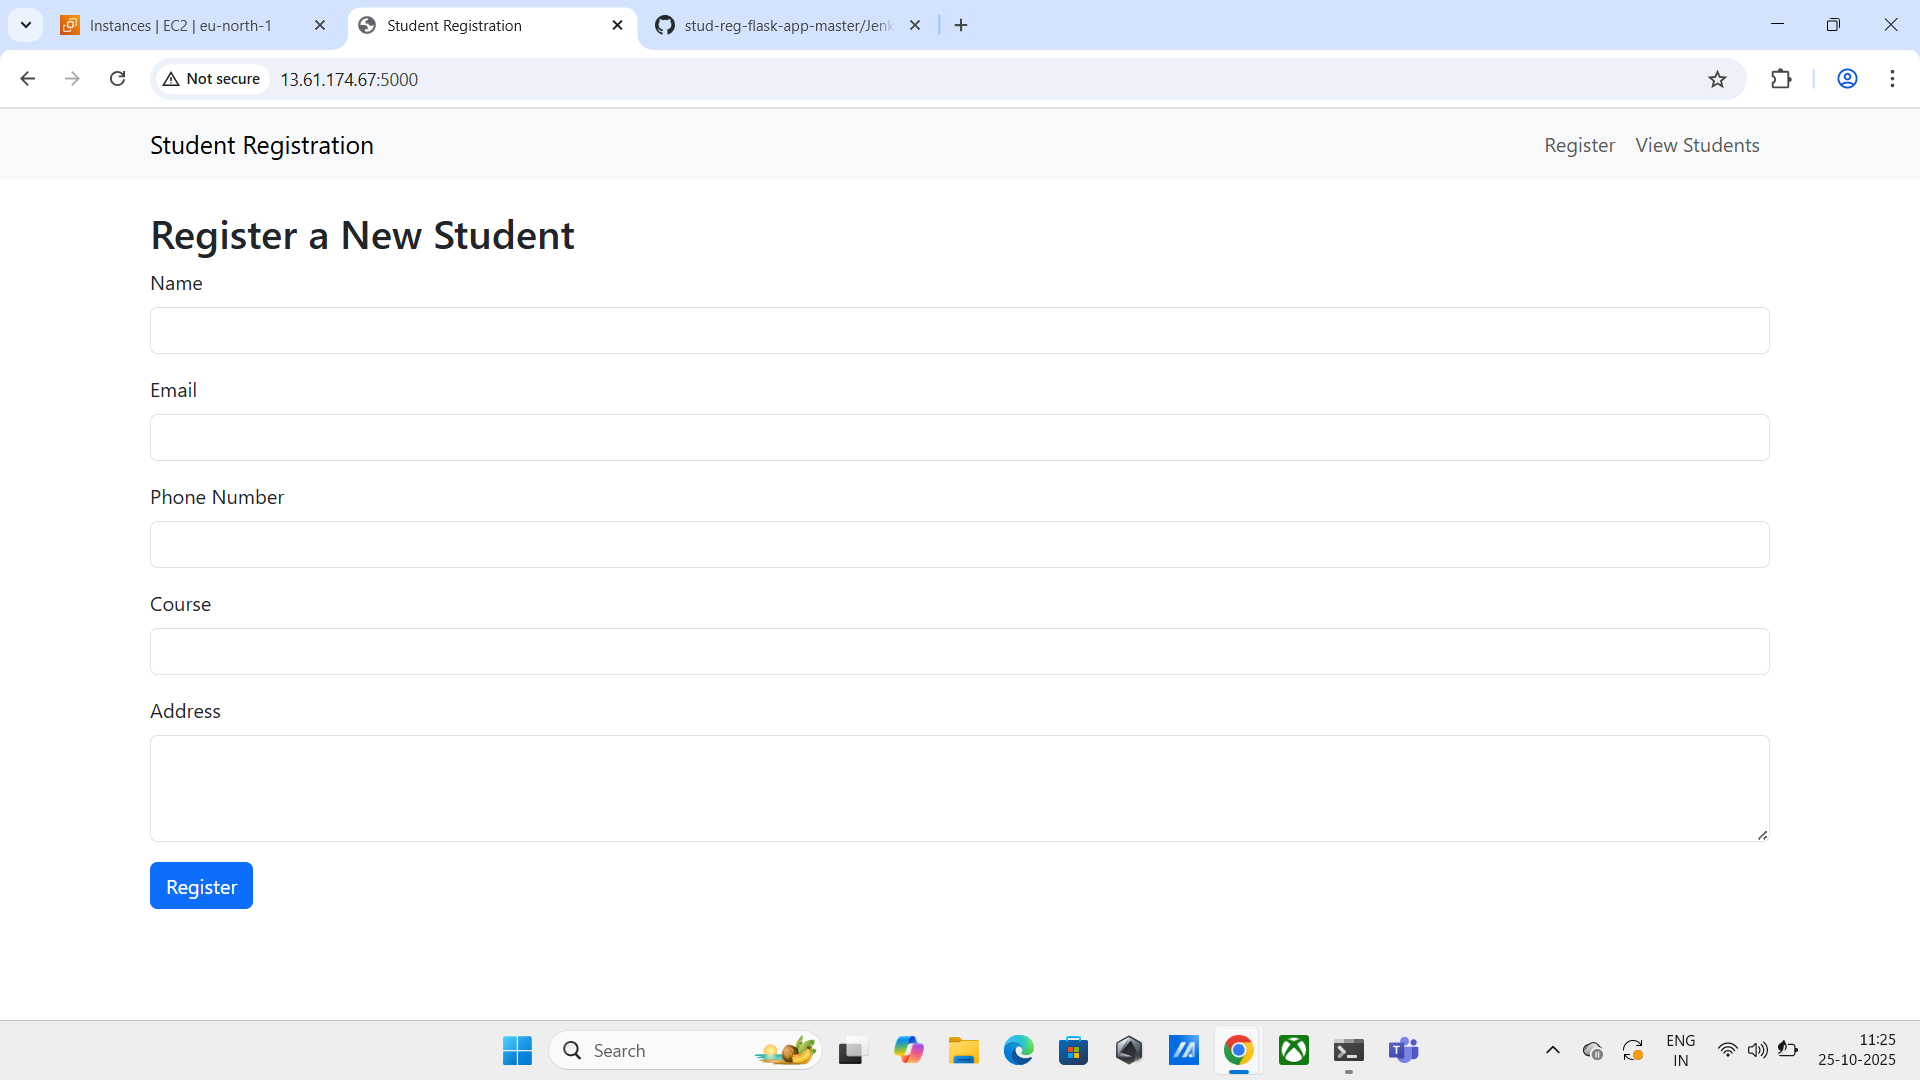 Instances | EC2 | eu-north-1
Student Registration
stud-reg-flask-app-master/Jenk
Not secure
13.61.174.67:5000
Student Registration
Register
View Students
Register a New Student
Name
Email
Phone Number
Course
Address
Register
Search
ENG
IN
11:25
25-10-2025